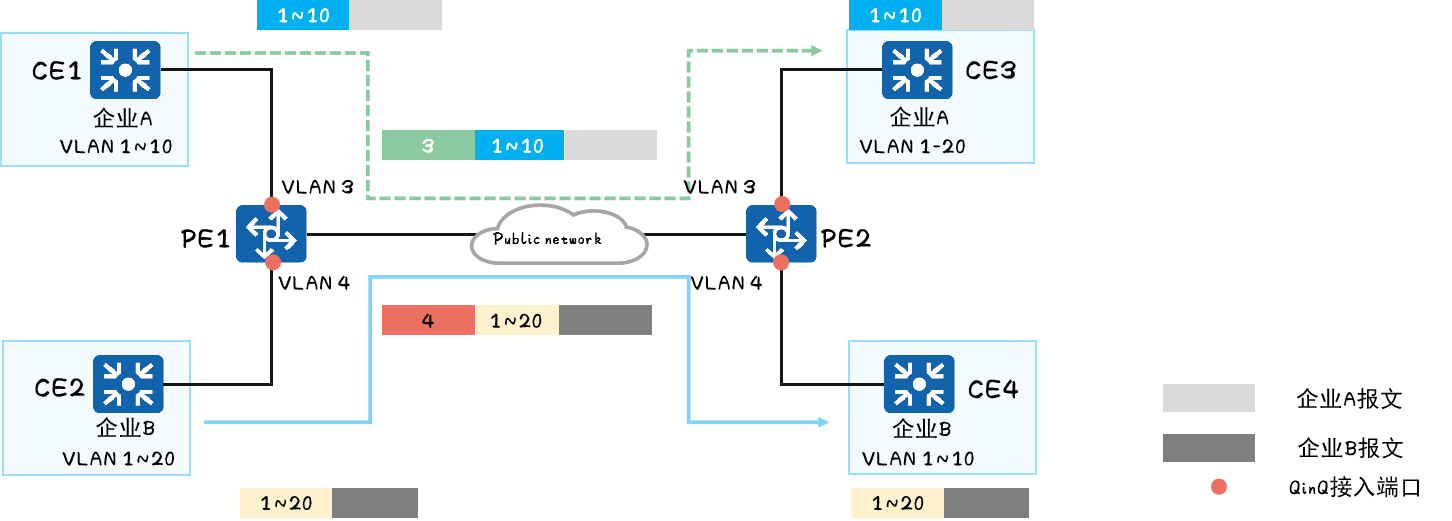 1~10
1~10
CE1
企业A
VLAN 1~10
CE3
企业A
VLAN 1-20
3
1~10
VLAN 3
VLAN 3
PE1
Public network
PE2
VLAN 4
VLAN 4
4
1~20
CE2
企业B
VLAN 1~20
CE4
企业B
VLAN 1~10
1~20
1~20
企业A报文
企业B报文
QinQ接入端口